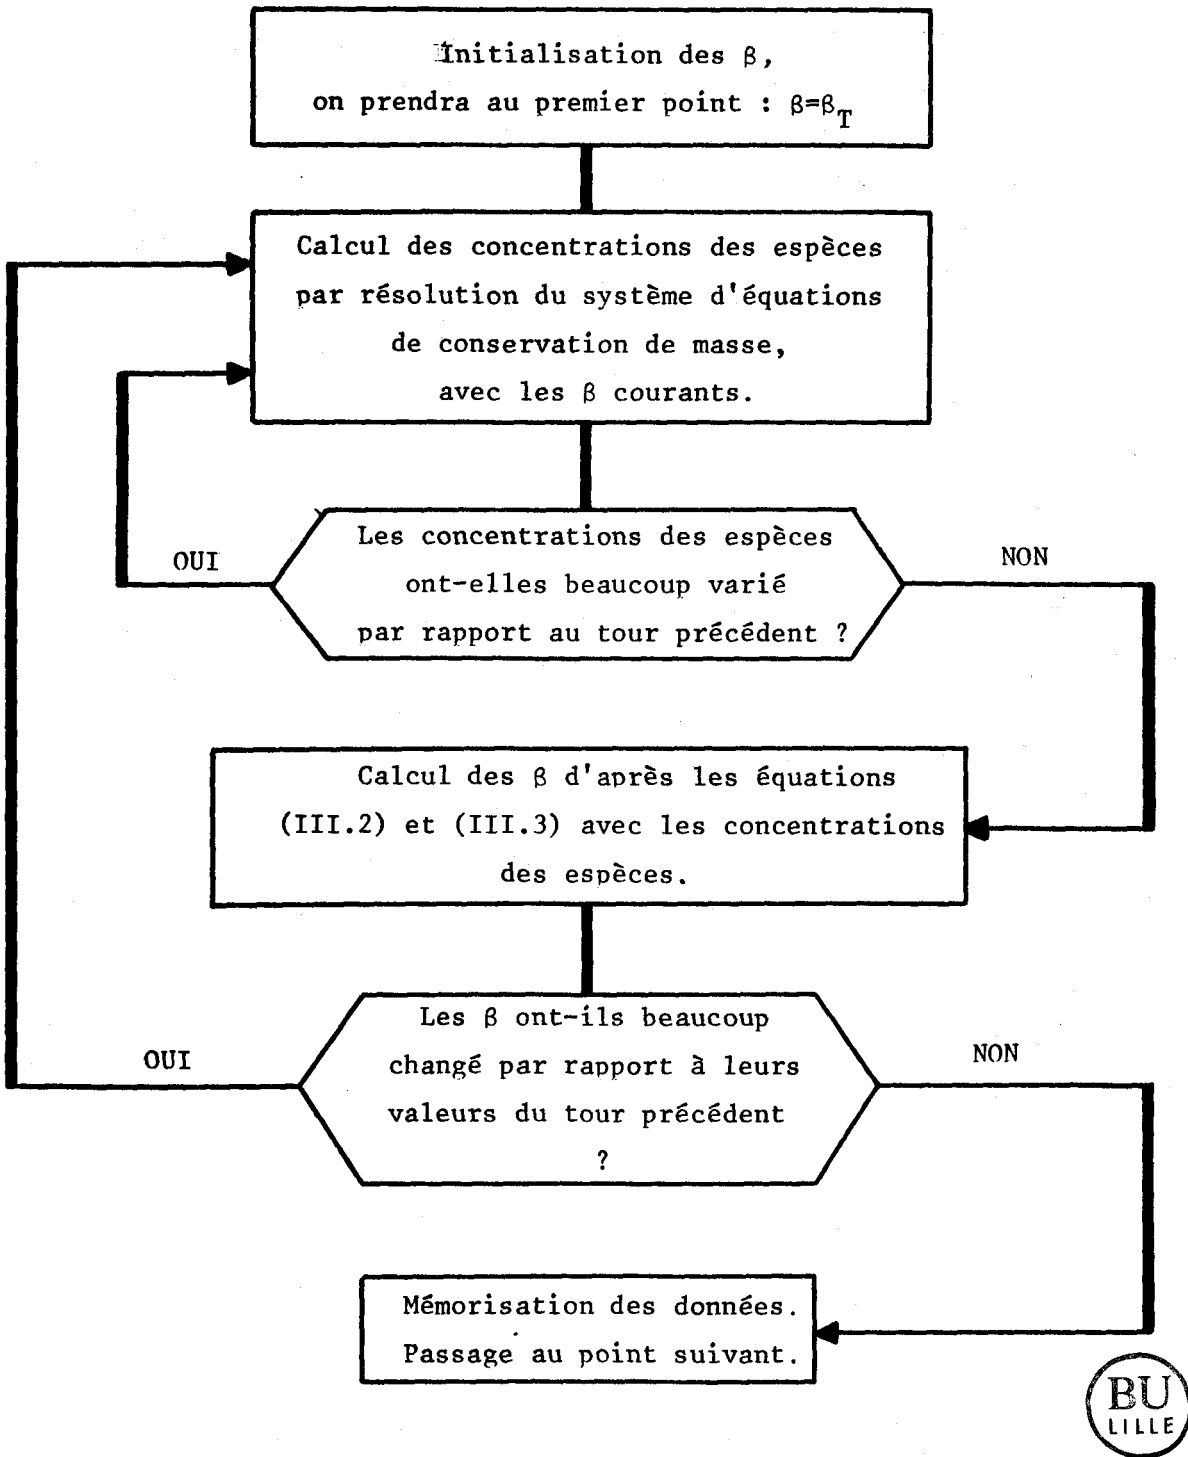 Initialisation des β,
on prendra au premier point : β=β_T
Calcul des concentrations des espèces
par résolution du système d'équations
de conservation de masse,
avec les β courants.
Les concentrations des espèces
ont-elles beaucoup varié
par rapport au tour précédent ?
OUI
NON
Calcul des β d'après les équations
(III.2) et (III.3) avec les concentrations
des espèces.
Les β ont-ils beaucoup
changé par rapport à leurs
valeurs du tour précédent
?
OUI
NON
Mémorisation des données.
Passage au point suivant.
BU
LILLE